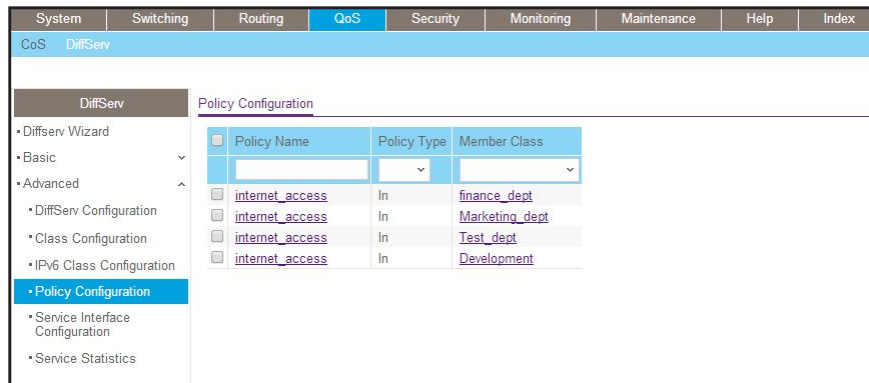 System Switching Routing QoS Security Monitoring Maintenance Help Index
CoS DiffServ
DiffServ
Diffserv Wizard
Basic
Advanced
DiffServ Configuration
Class Configuration
IPv6 Class Configuration
Policy Configuration
Service Interface
Configuration
Service Statistics
Policy Configuration
Policy Name Policy Type Member Class
internet_access In finance_dept
internet_access In Marketing_dept
internet_access In Test_dept
internet_access In Development